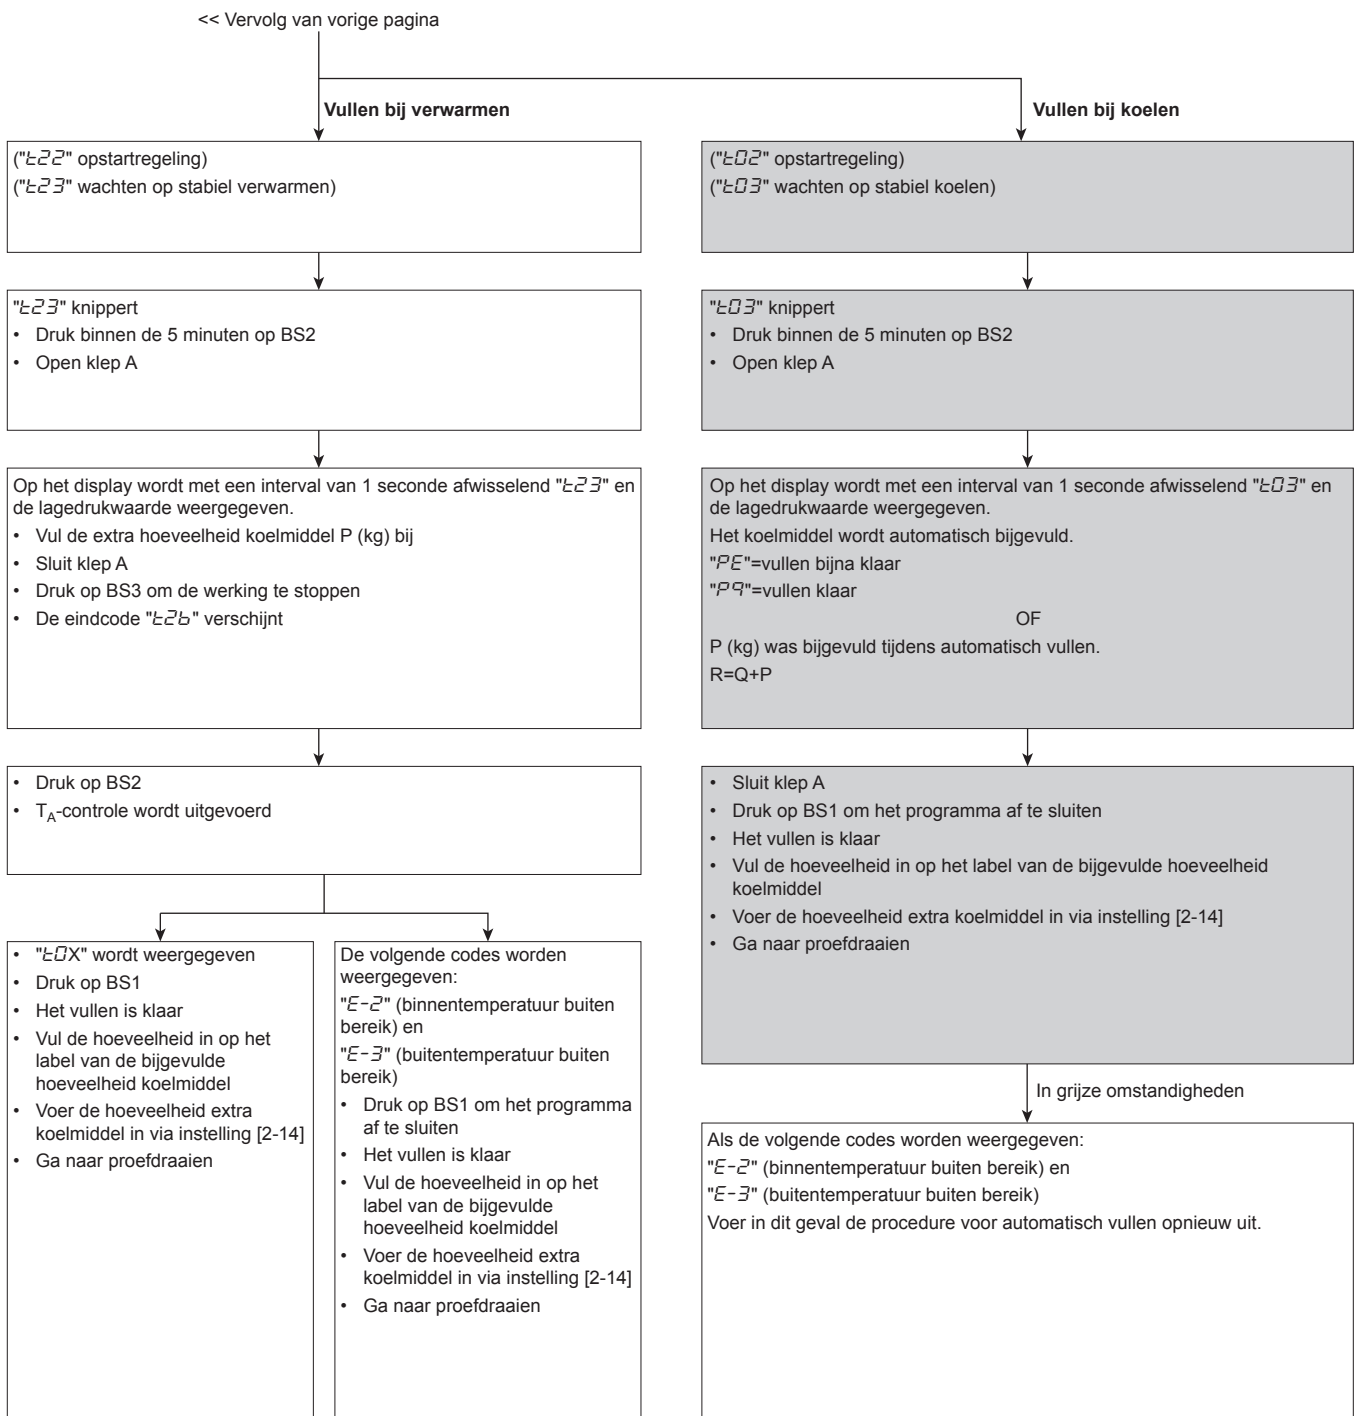 << Vervolg van vorige pagina
Vullen bij verwarmen
("t22" opstartregeling)
("t23" wachten op stabiel verwarmen)
"t23" knippert
• Druk binnen de 5 minuten op BS2
• Open klep A
Op het display wordt met een interval van 1 seconde afwisselend "t23" en
de lagedrukwaarde weergegeven.
• Vul de extra hoeveelheid koelmiddel P (kg) bij
• Sluit klep A
• Druk op BS3 om de werking te stoppen
• De eindcode "t26" verschijnt
• Druk op BS2
• TA-controle wordt uitgevoerd
• "t0X" wordt weergegeven
• Druk op BS1
• Het vullen is klaar
• Vul de hoeveelheid in op het
label van de bijgevulde
hoeveelheid koelmiddel
• Voer de hoeveelheid extra
koelmiddel in via instelling [2-14]
• Ga naar proefdraaien
De volgende codes worden
weergegeven:
"E-2" (binnentemperatuur buiten
bereik) en
"E-3" (buitentemperatuur buiten
bereik)
• Druk op BS1 om het programma
af te sluiten
• Het vullen is klaar
• Vul de hoeveelheid in op het
label van de bijgevulde
hoeveelheid koelmiddel
• Voer de hoeveelheid extra
koelmiddel in via instelling [2-14]
• Ga naar proefdraaien
Vullen bij koelen
("t02" opstartregeling)
("t03" wachten op stabiel koelen)
"t03" knippert
• Druk binnen de 5 minuten op BS2
• Open klep A
Op het display wordt met een interval van 1 seconde afwisselend "t03" en
de lagedrukwaarde weergegeven.
Het koelmiddel wordt automatisch bijgevuld.
"PE"=vullen bijna klaar
"P9"=vullen klaar
OF
P (kg) was bijgevuld tijdens automatisch vullen.
R=Q+P
• Sluit klep A
• Druk op BS1 om het programma af te sluiten
• Het vullen is klaar
• Vul de hoeveelheid in op het label van de bijgevulde hoeveelheid
koelmiddel
• Voer de hoeveelheid extra koelmiddel in via instelling [2-14]
• Ga naar proefdraaien
In grijze omstandigheden
Als de volgende codes worden weergegeven:
"E-2" (binnentemperatuur buiten bereik) en
"E-3" (buitentemperatuur buiten bereik)
Voer in dit geval de procedure voor automatisch vullen opnieuw uit.